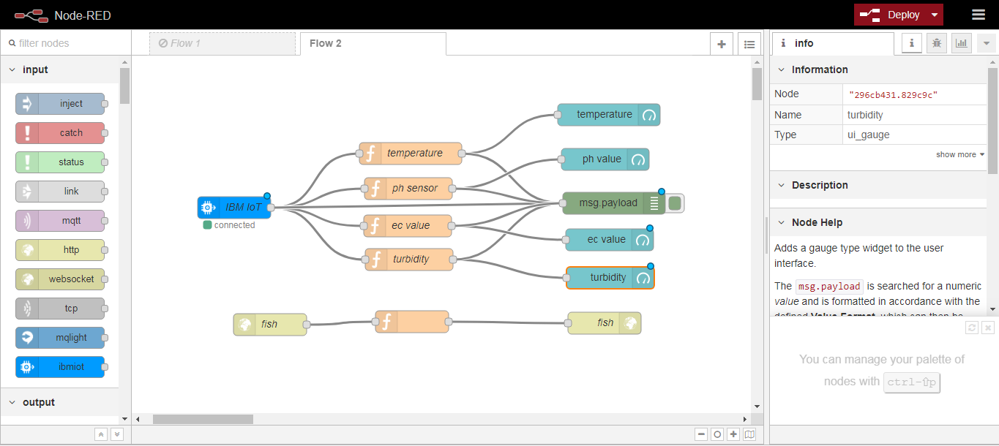 Node-RED
Deploy
filter nodes
Flow 1
Flow 2
info
input
inject
catch
status
link
mqtt
http
websocket
tcp
mqlight
ibmiot
output
IBM IoT
connected
temperature
ph sensor
ec value
turbidity
temperature
ph value
msg.payload
ec value
turbidity
fish
fish
Information
Node "296cb431.829c9c"
Name turbidity
Type ui_gauge
show more
Description
Node Help
Adds a gauge type widget to the user
interface.
The msg.payload is searched for a numeric
value and is formatted in accordance with the
defined Value Format, which can then be
You can manage your palette of
nodes with ctrl-⇧p